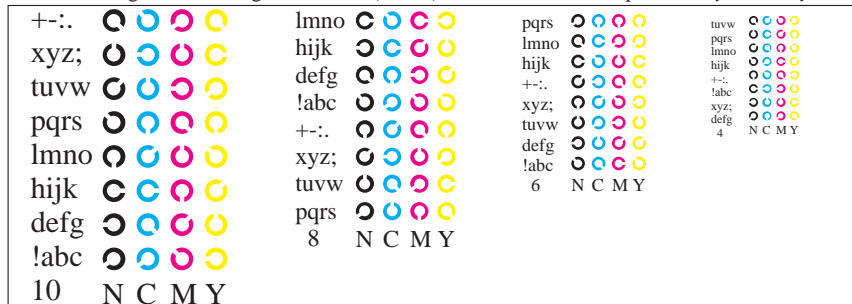 +-:.
xyz;
tuvw
pqrs
lmno
hijk
defg
!abc
10 N C M Y
lmno
hijk
defg
!abc
+-:.
xyz;
tuvw
pqrs
8 N C M Y
pqrs
lmno
hijk
+-:.
xyz;
tuvw
defg
!abc
6 N C M Y
tuvw
pqrs
lmno
hijk
+-:.
!abc
xyz;
defg
4 N C M Y